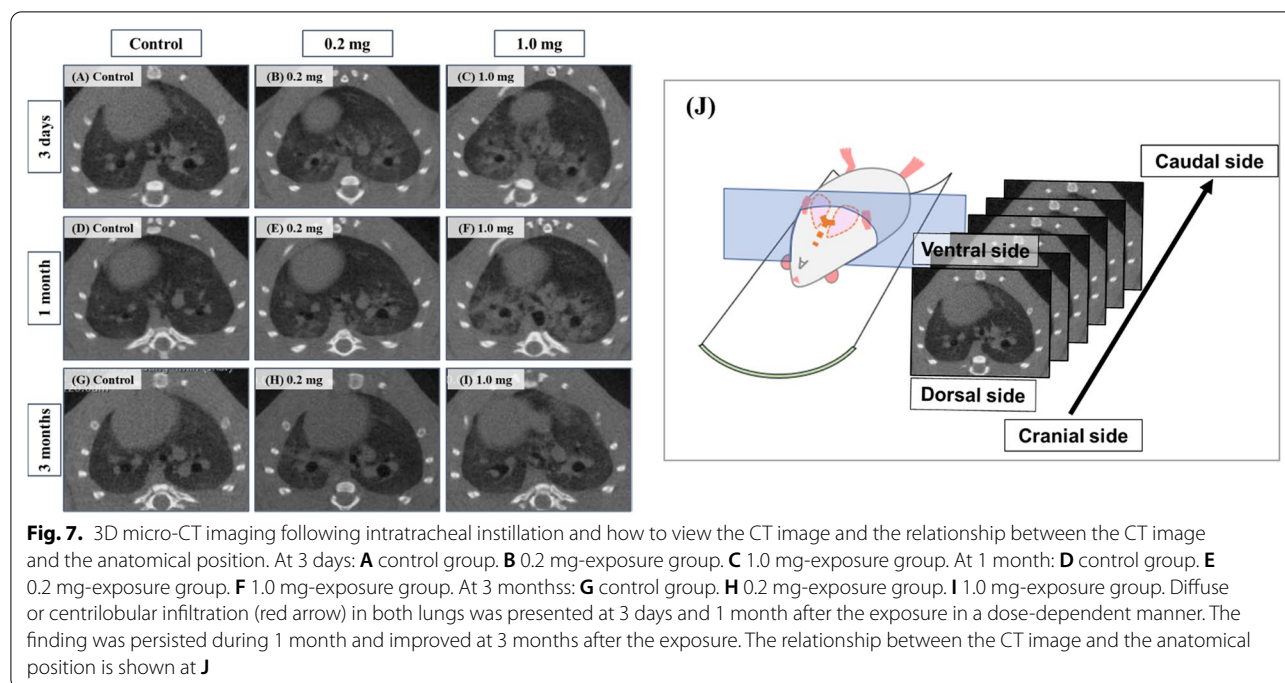 Control
0.2 mg
1.0 mg
3 days
(A) Control
(B) 0.2 mg
(C) 1.0 mg
1 month
(D) Control
(E) 0.2 mg
(F) 1.0 mg
3 months
(G) Control
(H) 0.2 mg
(I) 1.0 mg
(J)
Caudal side
Ventral side
Dorsal side
Cranial side
Fig. 7. 3D micro-CT imaging following intratracheal instillation and how to view the CT image and the relationship between the CT image
and the anatomical position. At 3 days: A control group. B 0.2 mg-exposure group. C 1.0 mg-exposure group. At 1 month: D control group. E
0.2 mg-exposure group. F 1.0 mg-exposure group. At 3 monthss: G control group. H 0.2 mg-exposure group. I 1.0 mg-exposure group. Diffuse
or centrilobular infiltration (red arrow) in both lungs was presented at 3 days and 1 month after the exposure in a dose-dependent manner. The
finding was persisted during 1 month and improved at 3 months after the exposure. The relationship between the CT image and the anatomical
position is shown at J